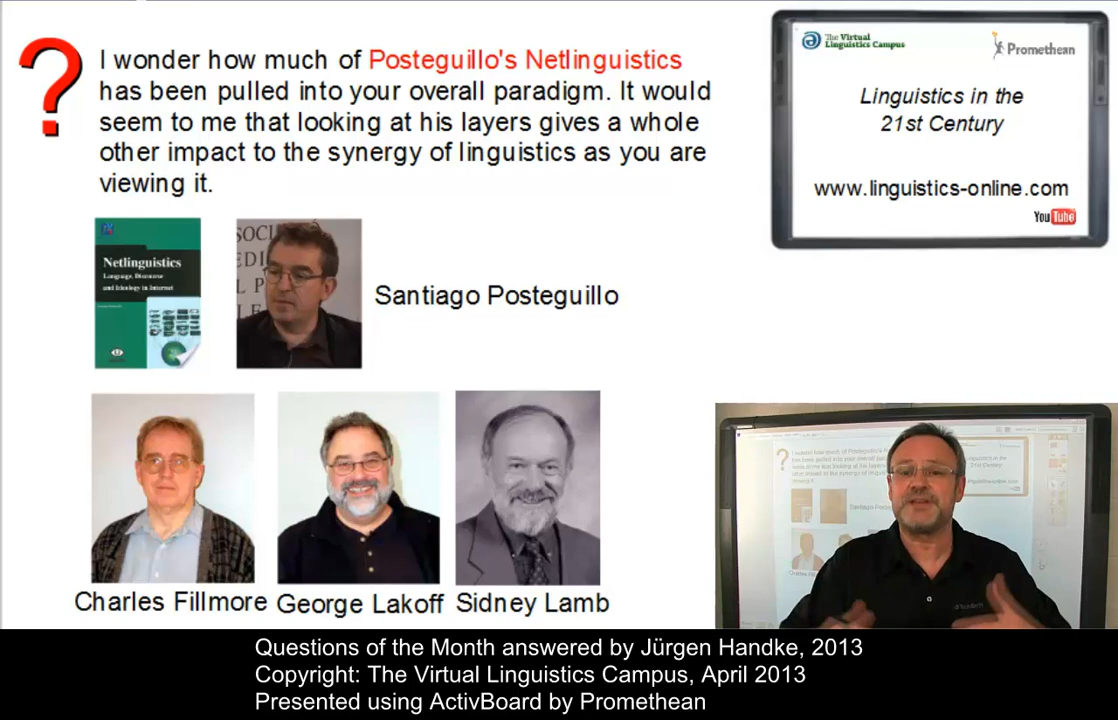 ?
I wonder how much of Posteguillo's Netlinguistics
has been pulled into your overall paradigm. It would
seem to me that looking at his layers gives a whole
other impact to the synergy of linguistics as you are
viewing it.
The Virtual
Linguistics Campus
Promethean
Linguistics in the
21st Century
www.linguistics-online.com
YouTube
Netlinguistics
Language, Discourse
and Ideology in Internet
SOCI
EDI
L P
LE
Santiago Posteguillo
Charles Fillmore
George Lakoff
Sidney Lamb
Questions of the Month answered by Jürgen Handke, 2013
Copyright: The Virtual Linguistics Campus, April 2013
Presented using ActivBoard by Promethean